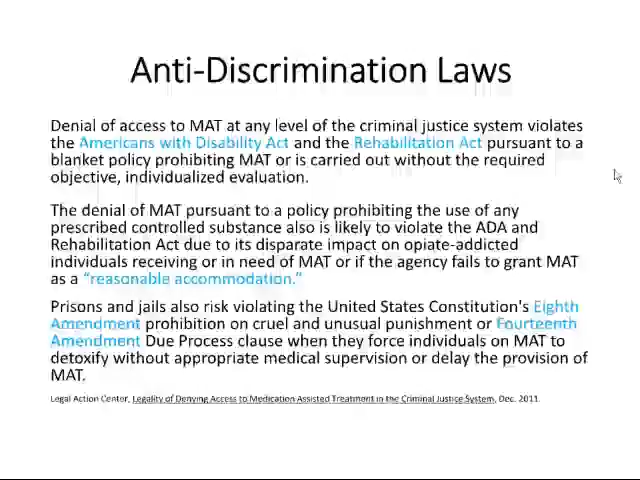 Anti-Discrimination Laws
Denial of access to MAT at any level of the criminal justice system violates
the Americans with Disability Act and the Rehabilitation Act pursuant to a
blanket policy prohibiting MAT or is carried out without the required
objective, individualized evaluation.
The denial of MAT pursuant to a policy prohibiting the use of any
prescribed controlled substance also is likely to violate the ADA and
Rehabilitation Act due to its disparate impact on opiate-addicted
individuals receiving or in need of MAT or if the agency fails to grant MAT
as a “reasonable accommodation.”
Prisons and jails also risk violating the United States Constitution's Eighth
Amendment prohibition on cruel and unusual punishment or Fourteenth
Amendment Due Process clause when they force individuals on MAT to
detoxify without appropriate medical supervision or delay the provision of
MAT.
Legal Action Center, Legality of Denying Access to Medication Assisted Treatment in the Criminal Justice System, Dec. 2011.